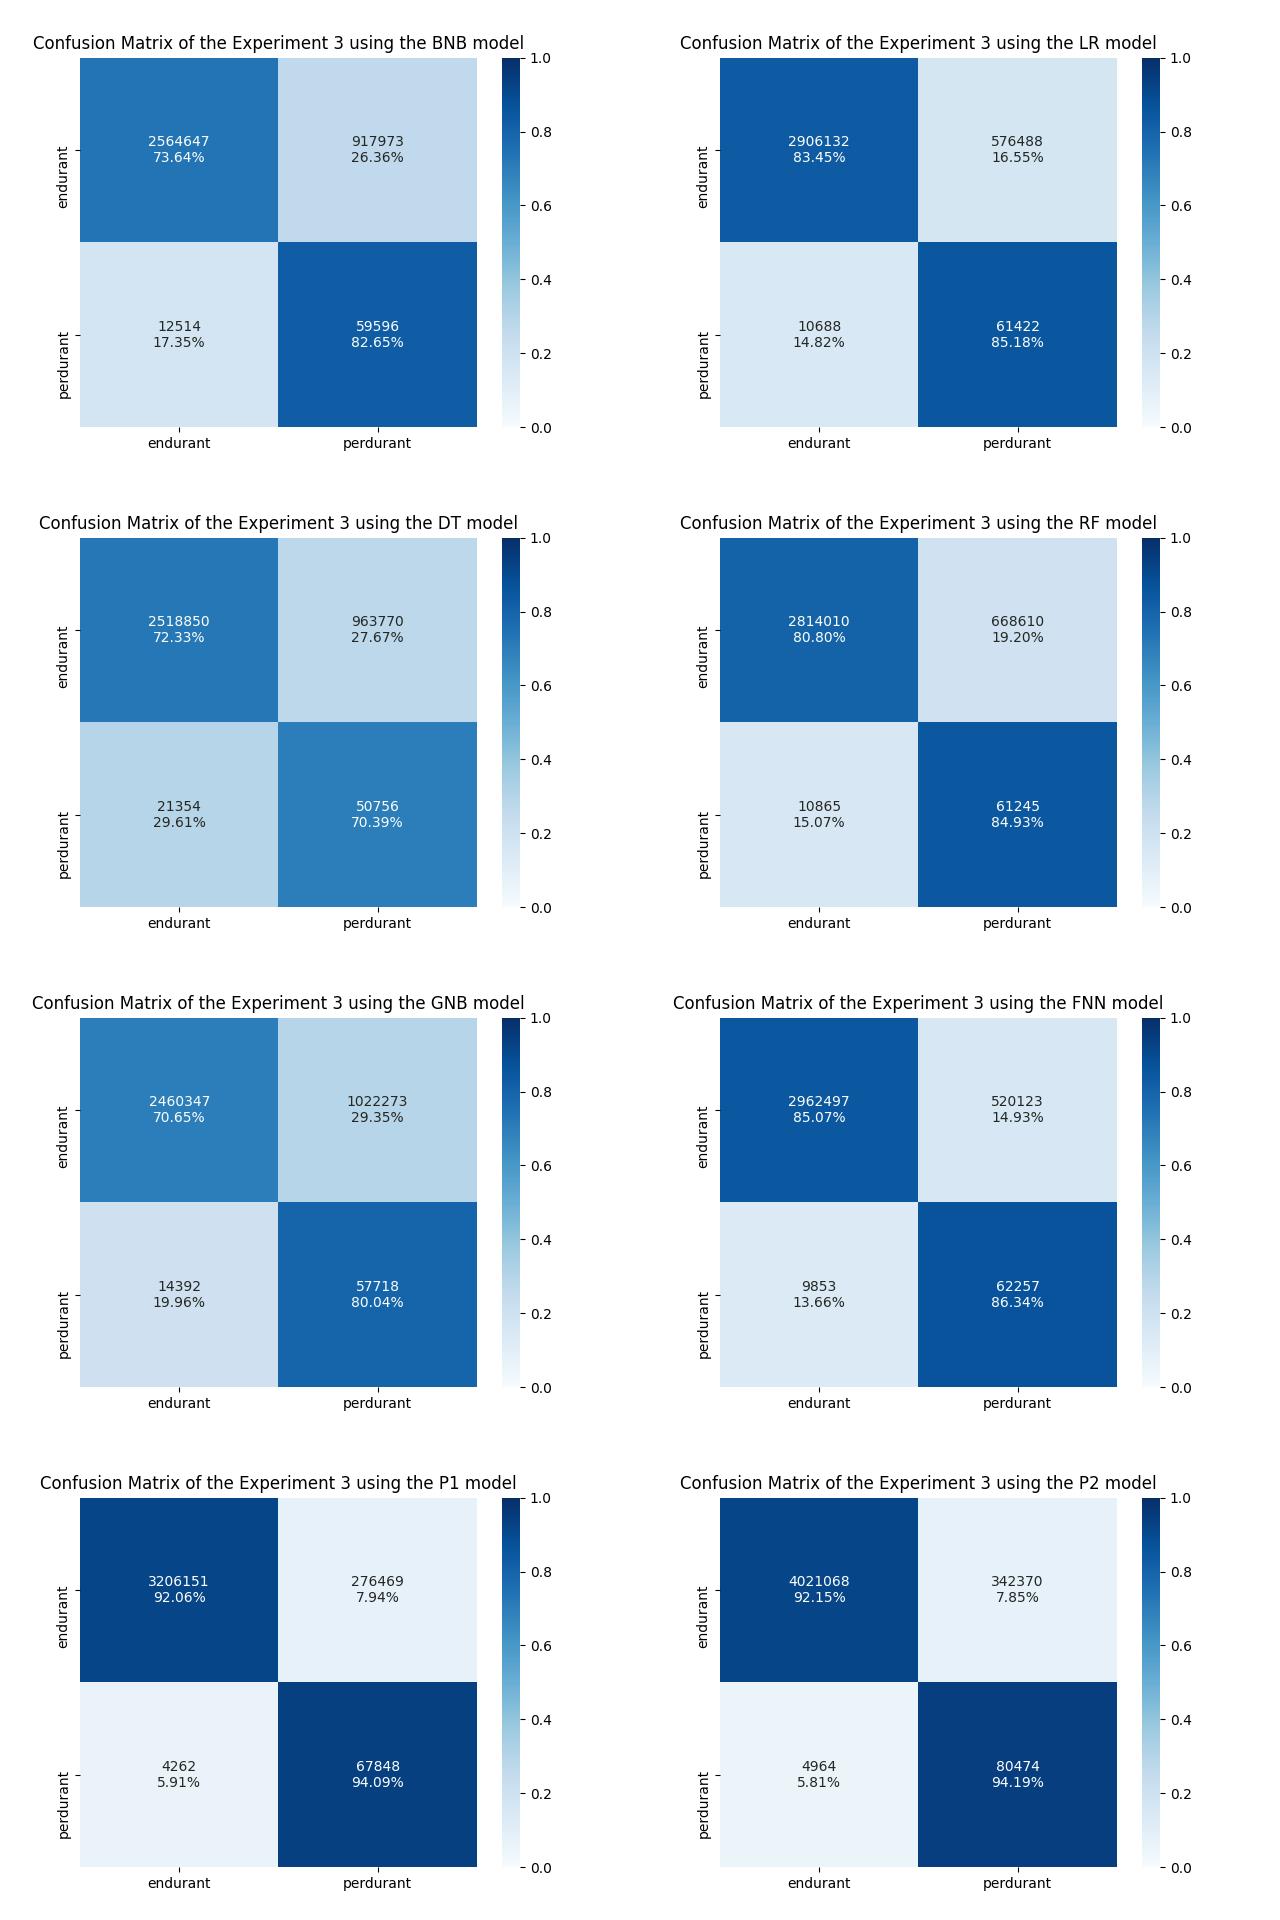 Confusion Matrix of the Experiment 3 using the BNB model
endurant
perdurant
2564647
73.64%
917973
26.36%
12514
17.35%
59596
82.65%
endurant
perdurant
1.0
0.8
0.6
0.4
0.2
0.0
Confusion Matrix of the Experiment 3 using the LR model
endurant
perdurant
2906132
83.45%
576488
16.55%
10688
14.82%
61422
85.18%
endurant
perdurant
1.0
0.8
0.6
0.4
0.2
0.0
Confusion Matrix of the Experiment 3 using the DT model
endurant
perdurant
2518850
72.33%
963770
27.67%
21354
29.61%
50756
70.39%
endurant
perdurant
1.0
0.8
0.6
0.4
0.2
0.0
Confusion Matrix of the Experiment 3 using the RF model
endurant
perdurant
2814010
80.80%
668610
19.20%
10865
15.07%
61245
84.93%
endurant
perdurant
1.0
0.8
0.6
0.4
0.2
0.0
Confusion Matrix of the Experiment 3 using the GNB model
endurant
perdurant
2460347
70.65%
1022273
29.35%
14392
19.96%
57718
80.04%
endurant
perdurant
1.0
0.8
0.6
0.4
0.2
0.0
Confusion Matrix of the Experiment 3 using the FNN model
endurant
perdurant
2962497
85.07%
520123
14.93%
9853
13.66%
62257
86.34%
endurant
perdurant
1.0
0.8
0.6
0.4
0.2
0.0
Confusion Matrix of the Experiment 3 using the P1 model
endurant
perdurant
3206151
92.06%
276469
7.94%
4262
5.91%
67848
94.09%
endurant
perdurant
1.0
0.8
0.6
0.4
0.2
0.0
Confusion Matrix of the Experiment 3 using the P2 model
endurant
perdurant
4021068
92.15%
342370
7.85%
4964
5.81%
80474
94.19%
endurant
perdurant
1.0
0.8
0.6
0.4
0.2
0.0